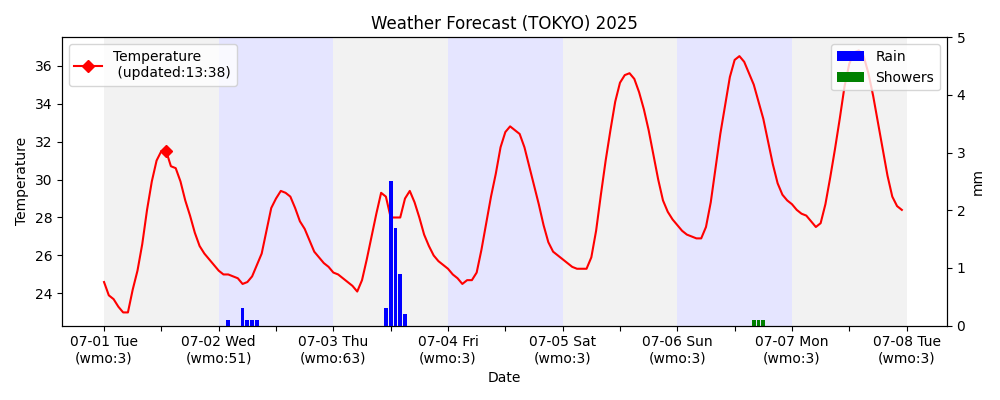 Weather Forecast (TOKYO) 2025
Temperature
(updated:13:38)
Rain
Showers
Temperature
36
34
32
30
28
26
24
5
4
3
2
1
0
mm
07-01 Tue
(wmo:3)
07-02 Wed
(wmo:51)
07-03 Thu
(wmo:63)
07-04 Fri
(wmo:3)
07-05 Sat
(wmo:3)
07-06 Sun
(wmo:3)
07-07 Mon
(wmo:3)
07-08 Tue
(wmo:3)
Date